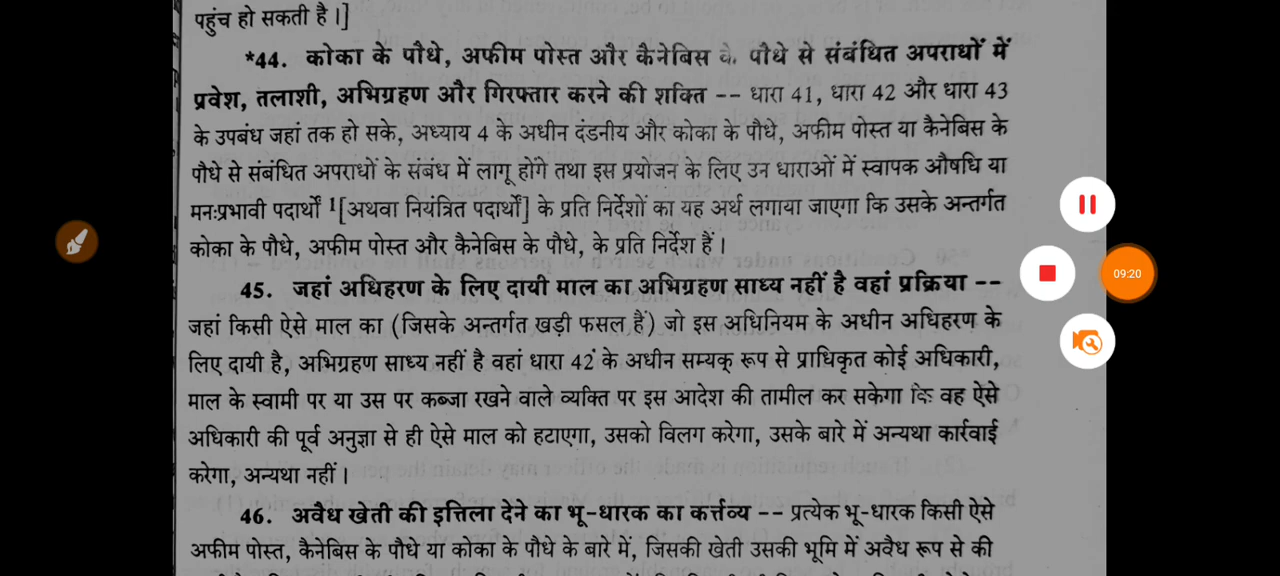 पहुंच हो सकती है।]
*44. कोका के पौधे, अफीम पोस्त और कैनेबिस के पौधे से संबंधित अपराधों में
प्रवेश, तलाशी, अभिग्रहण और गिरफ्तार करने की शक्ति -- धारा 41, धारा 42 और धारा 43
के उपबंध जहां तक हो सके, अध्याय 4 के अधीन दंडनीय और कोका के पौधे, अफीम पोस्त या कैनेबिस के
पौधे से संबंधित अपराधों के संबंध में लागू होंगे तथा इस प्रयोजन के लिए उन धाराओं में स्वापक औषधि या
मनःप्रभावी पदार्थों 1[अथवा नियंत्रित पदार्थों] के प्रति निर्देशों का यह अर्थ लगाया जाएगा कि उसके अन्तर्गत
कोका के पौधे, अफीम पोस्त और कैनेबिस के पौधे, के प्रति निर्देश हैं।
45. जहां अधिहरण के लिए दायी माल का अभिग्रहण साध्य नहीं है वहां प्रक्रिया --
जहां किसी ऐसे माल का (जिसके अन्तर्गत खड़ी फसल हैं) जो इस अधिनियम के अधीन अधिहरण के
लिए दायी है, अभिग्रहण साध्य नहीं है वहां धारा 42 के अधीन सम्यक् रूप से प्राधिकृत कोई अधिकारी,
माल के स्वामी पर या उस पर कब्जा रखने वाले व्यक्ति पर इस आदेश की तामील कर सकेगा कि वह ऐसे
अधिकारी की पूर्व अनुज्ञा से ही ऐसे माल को हटाएगा, उसको विलग करेगा, उसके बारे में अन्यथा कार्रवाई
करेगा, अन्यथा नहीं।
46. अवैध खेती की इत्तिला देने का भू-धारक का कर्त्तव्य -- प्रत्येक भू-धारक किसी ऐसे
अफीम पोस्त, कैनेबिस के पौधे या कोका के पौधे के बारे में, जिसकी खेती उसकी भूमि में अवैध रूप से की
09:20